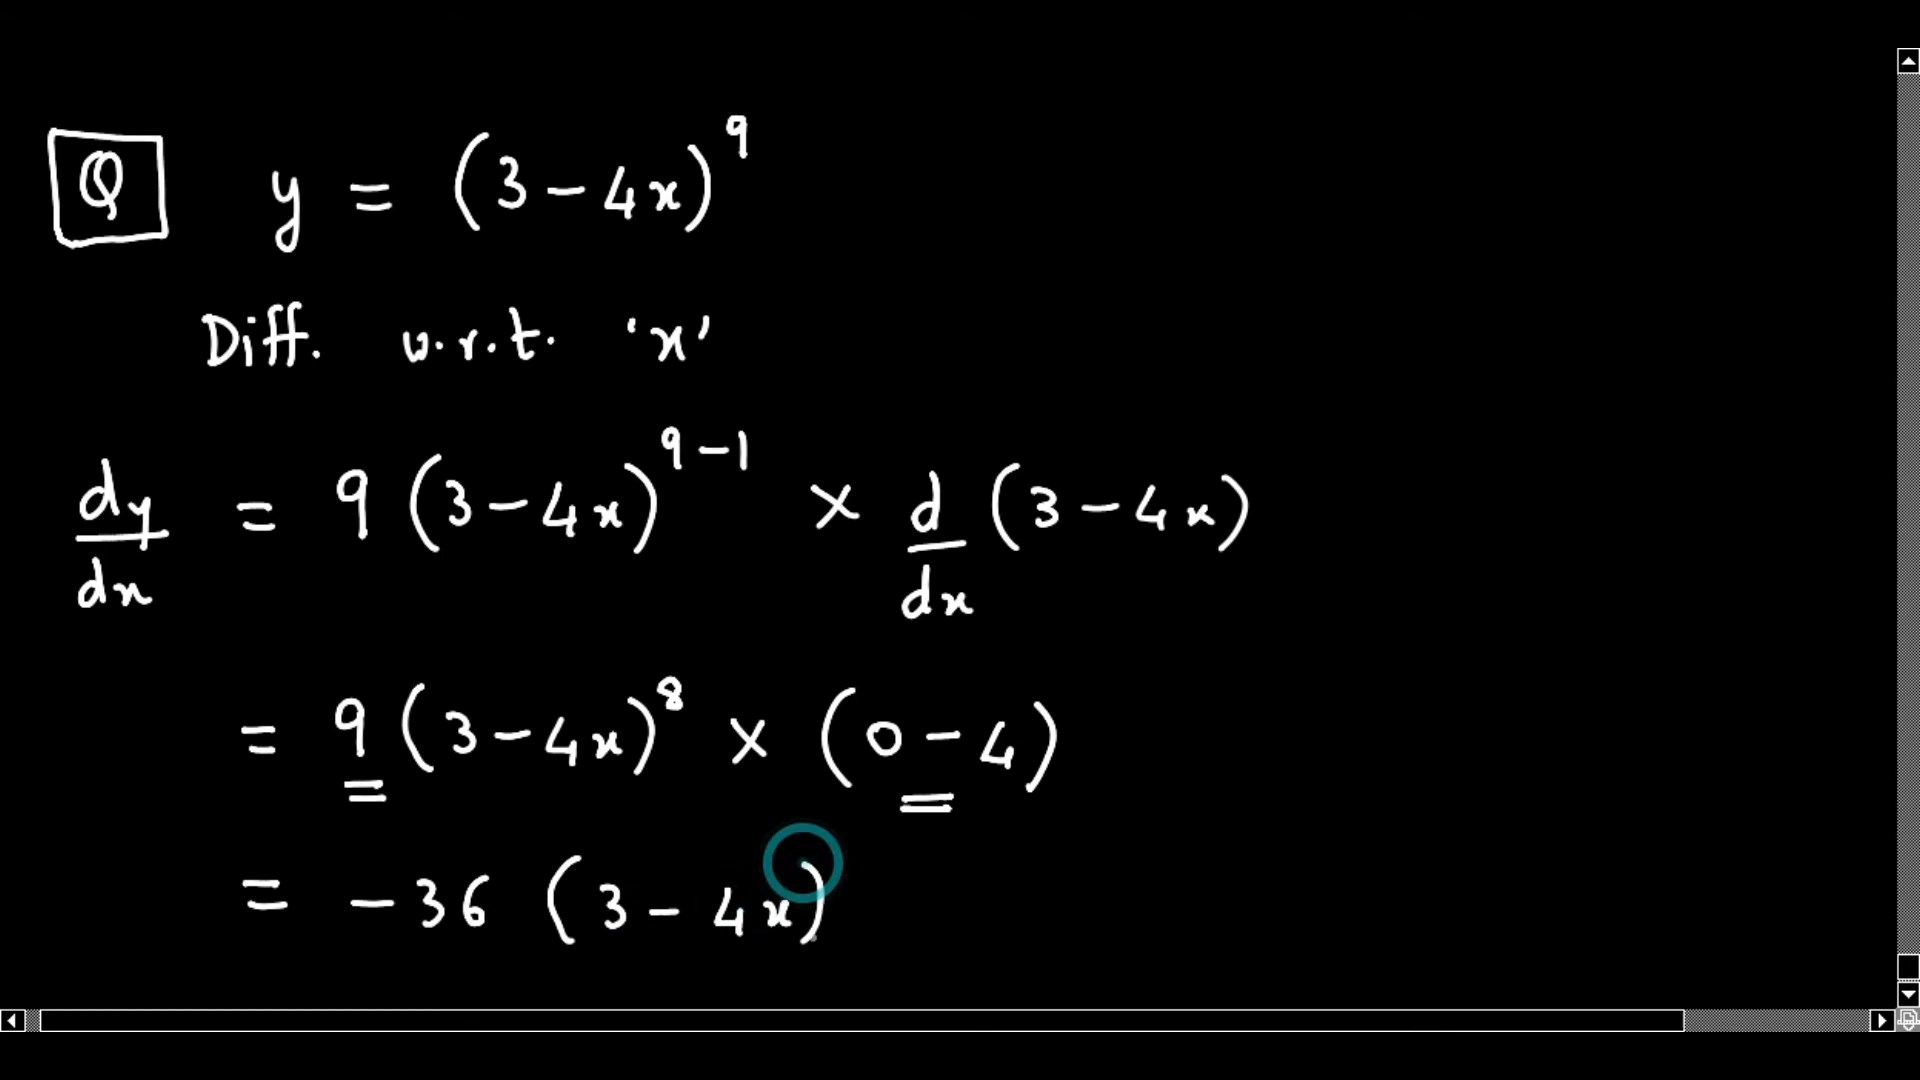 Q y = (3 - 4x)^9
Diff. w.r.t. 'x'
dy/dx = 9 (3 - 4x)^(9-1) × d/dx (3 - 4x)
= 9 (3 - 4x)^8 × (0 - 4)
= -36 (3 - 4x)